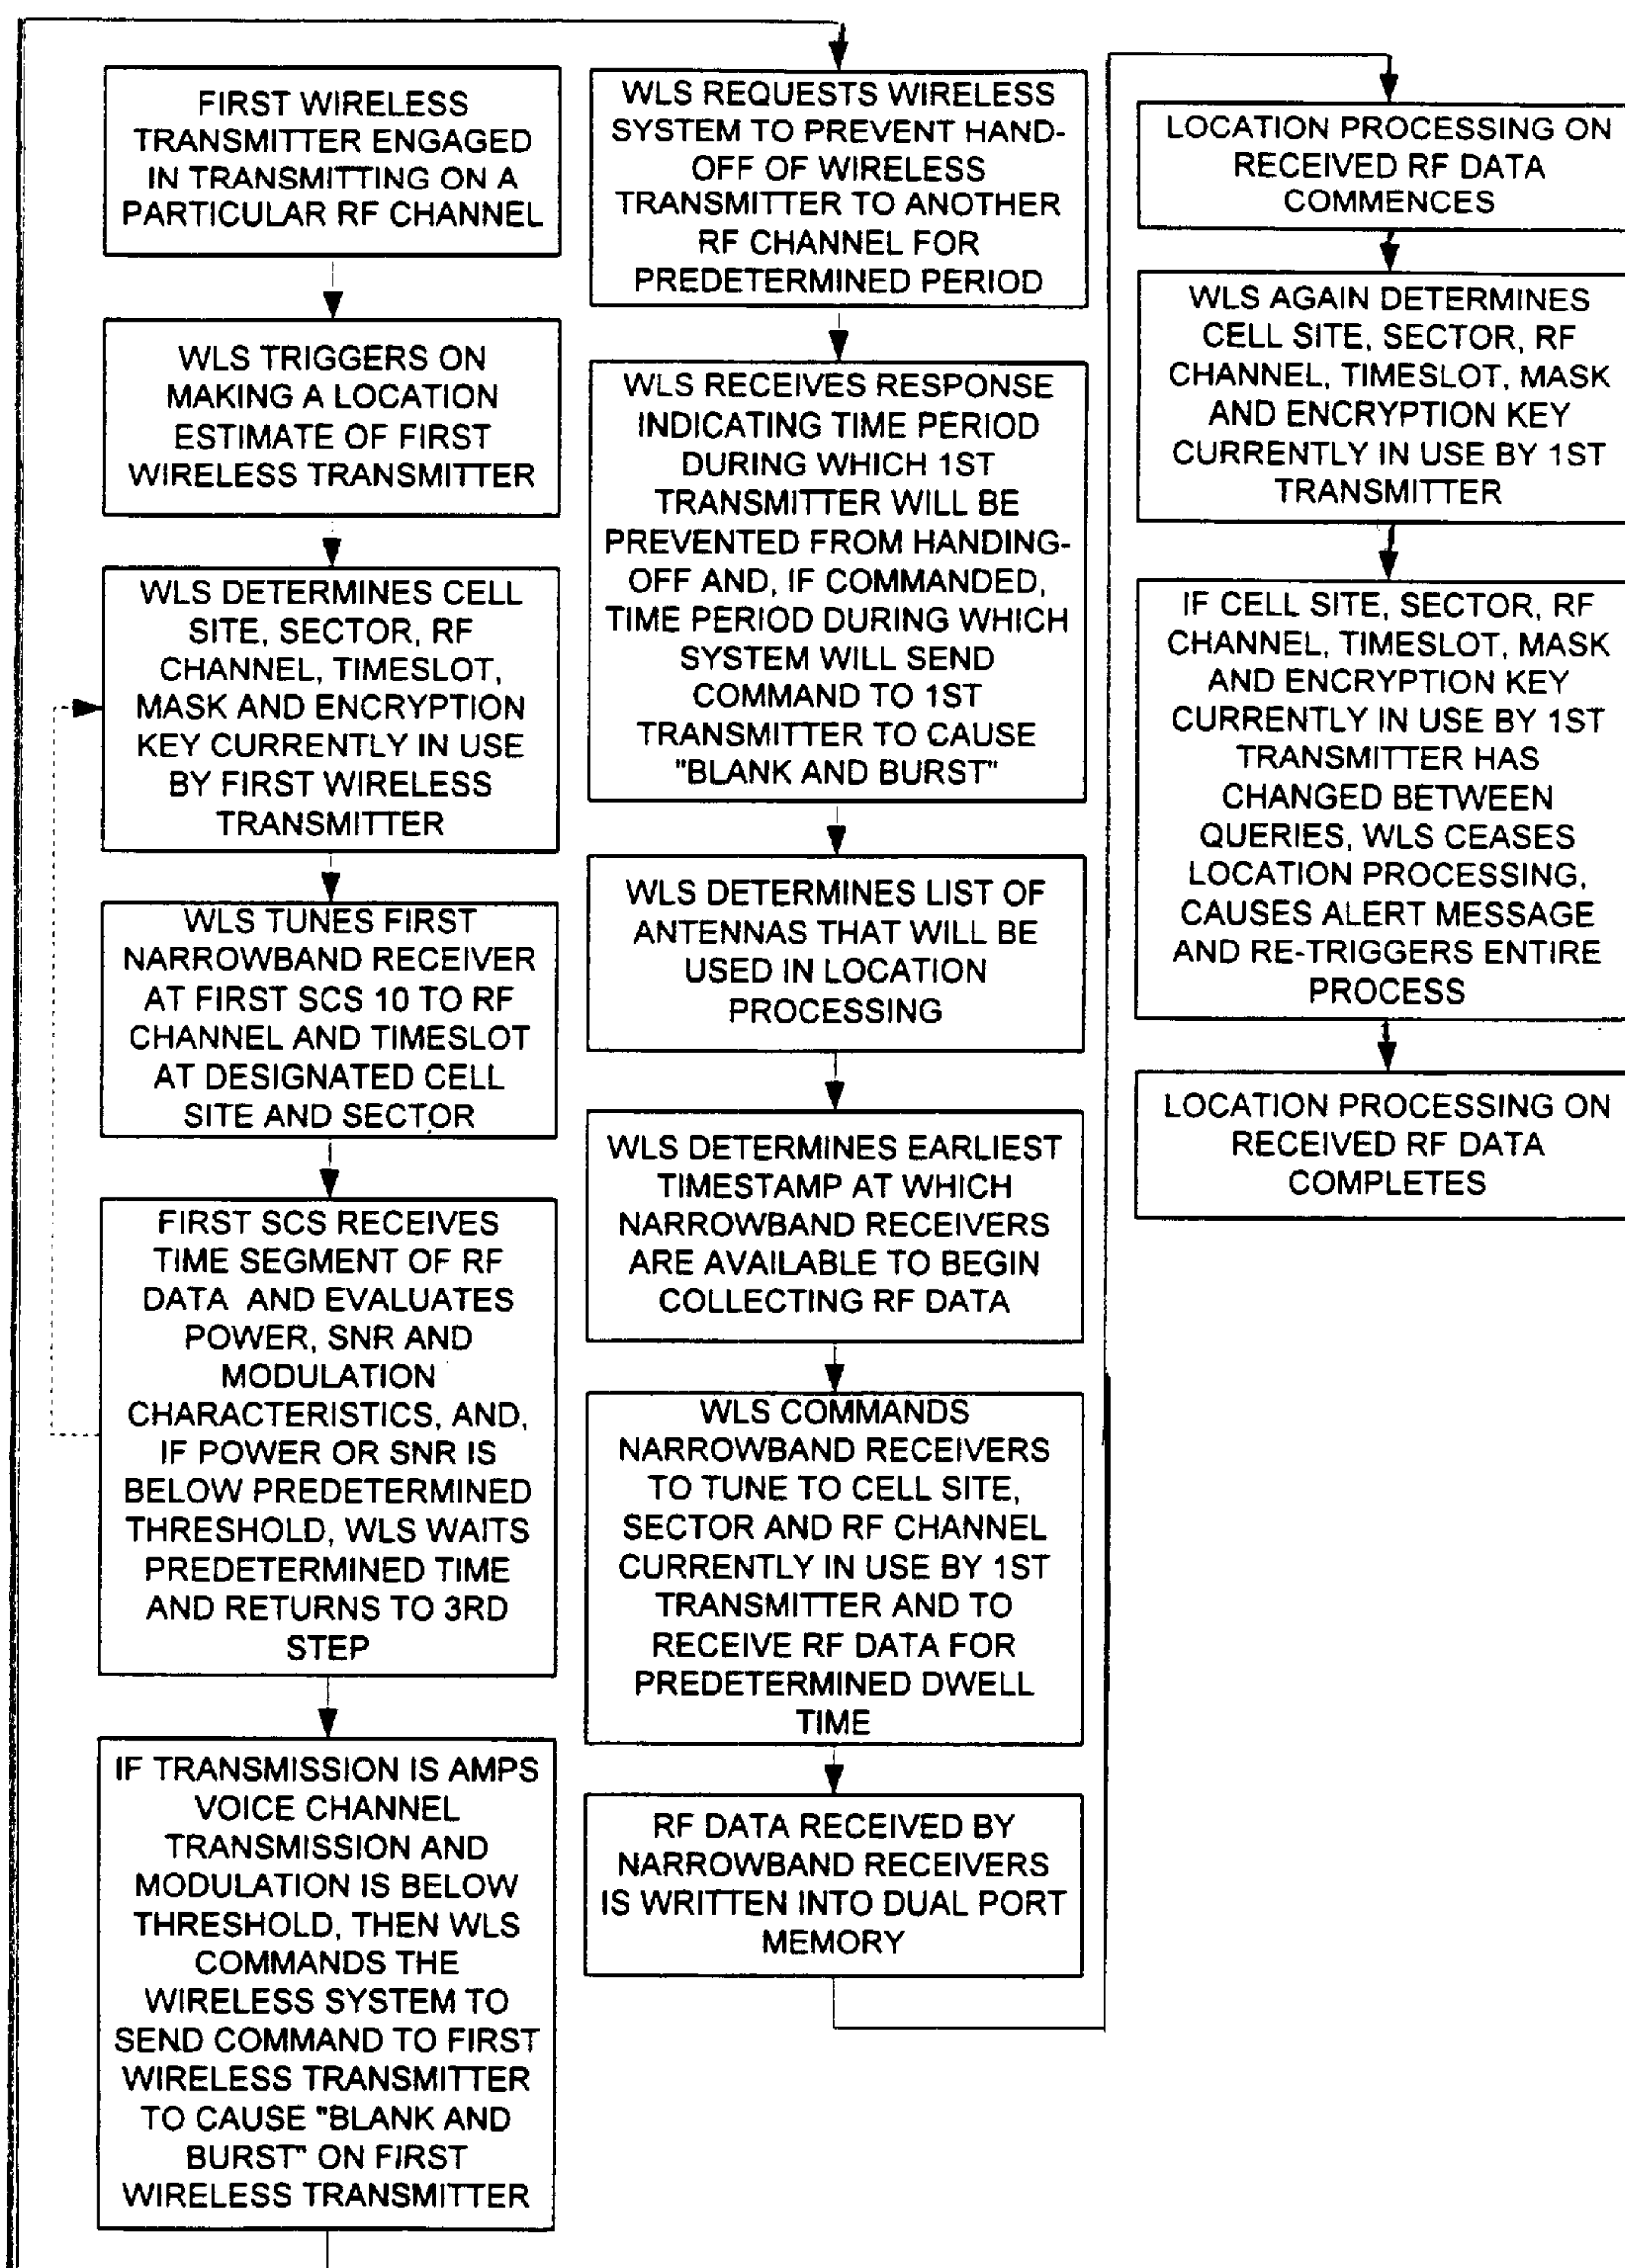 FIRST WIRELESS
TRANSMITTER ENGAGED
IN TRANSMITTING ON A
PARTICULAR RF CHANNEL
WLS TRIGGERS ON
MAKING A LOCATION
ESTIMATE OF FIRST
WIRELESS TRANSMITTER
WLS DETERMINES CELL
SITE, SECTOR, RF
CHANNEL, TIMESLOT,
MASK AND ENCRYPTION
KEY CURRENTLY IN USE
BY FIRST WIRELESS
TRANSMITTER
WLS TUNES FIRST
NARROWBAND RECEIVER
AT FIRST SCS 10 TO RF
CHANNEL AND TIMESLOT
AT DESIGNATED CELL
SITE AND SECTOR
FIRST SCS RECEIVES
TIME SEGMENT OF RF
DATA AND EVALUATES
POWER, SNR AND
MODULATION
CHARACTERISTICS, AND,
IF POWER OR SNR IS
BELOW PREDETERMINED
THRESHOLD, WLS WAITS
PREDETERMINED TIME
AND RETURNS TO 3RD
STEP
IF TRANSMISSION IS AMPS
VOICE CHANNEL
TRANSMISSION AND
MODULATION IS BELOW
THRESHOLD, THEN WLS
COMMANDS THE
WIRELESS SYSTEM TO
SEND COMMAND TO FIRST
WIRELESS TRANSMITTER
TO CAUSE "BLANK AND
BURST" ON FIRST
WIRELESS TRANSMITTER
WLS REQUESTS WIRELESS
SYSTEM TO PREVENT HAND-
OFF OF WIRELESS
TRANSMITTER TO ANOTHER
RF CHANNEL FOR
PREDETERMINED PERIOD
WLS RECEIVES RESPONSE
INDICATING TIME PERIOD
DURING WHICH 1ST
TRANSMITTER WILL BE
PREVENTED FROM HANDING-
OFF AND, IF COMMANDED,
TIME PERIOD DURING WHICH
SYSTEM WILL SEND
COMMAND TO 1ST
TRANSMITTER TO CAUSE
"BLANK AND BURST"
WLS DETERMINES LIST OF
ANTENNAS THAT WILL BE
USED IN LOCATION
PROCESSING
WLS DETERMINES EARLIEST
TIMESTAMP AT WHICH
NARROWBAND RECEIVERS
ARE AVAILABLE TO BEGIN
COLLECTING RF DATA
WLS COMMANDS
NARROWBAND RECEIVERS
TO TUNE TO CELL SITE,
SECTOR AND RF CHANNEL
CURRENTLY IN USE BY 1ST
TRANSMITTER AND TO
RECEIVE RF DATA FOR
PREDETERMINED DWELL
TIME
RF DATA RECEIVED BY
NARROWBAND RECEIVERS
IS WRITTEN INTO DUAL PORT
MEMORY
LOCATION PROCESSING ON
RECEIVED RF DATA
COMMENCES
WLS AGAIN DETERMINES
CELL SITE, SECTOR, RF
CHANNEL, TIMESLOT, MASK
AND ENCRYPTION KEY
CURRENTLY IN USE BY 1ST
TRANSMITTER
IF CELL SITE, SECTOR, RF
CHANNEL, TIMESLOT, MASK
AND ENCRYPTION KEY
CURRENTLY IN USE BY 1ST
TRANSMITTER HAS
CHANGED BETWEEN
QUERIES, WLS CEASES
LOCATION PROCESSING,
CAUSES ALERT MESSAGE
AND RE-TRIGGERS ENTIRE
PROCESS
LOCATION PROCESSING ON
RECEIVED RF DATA
COMPLETES